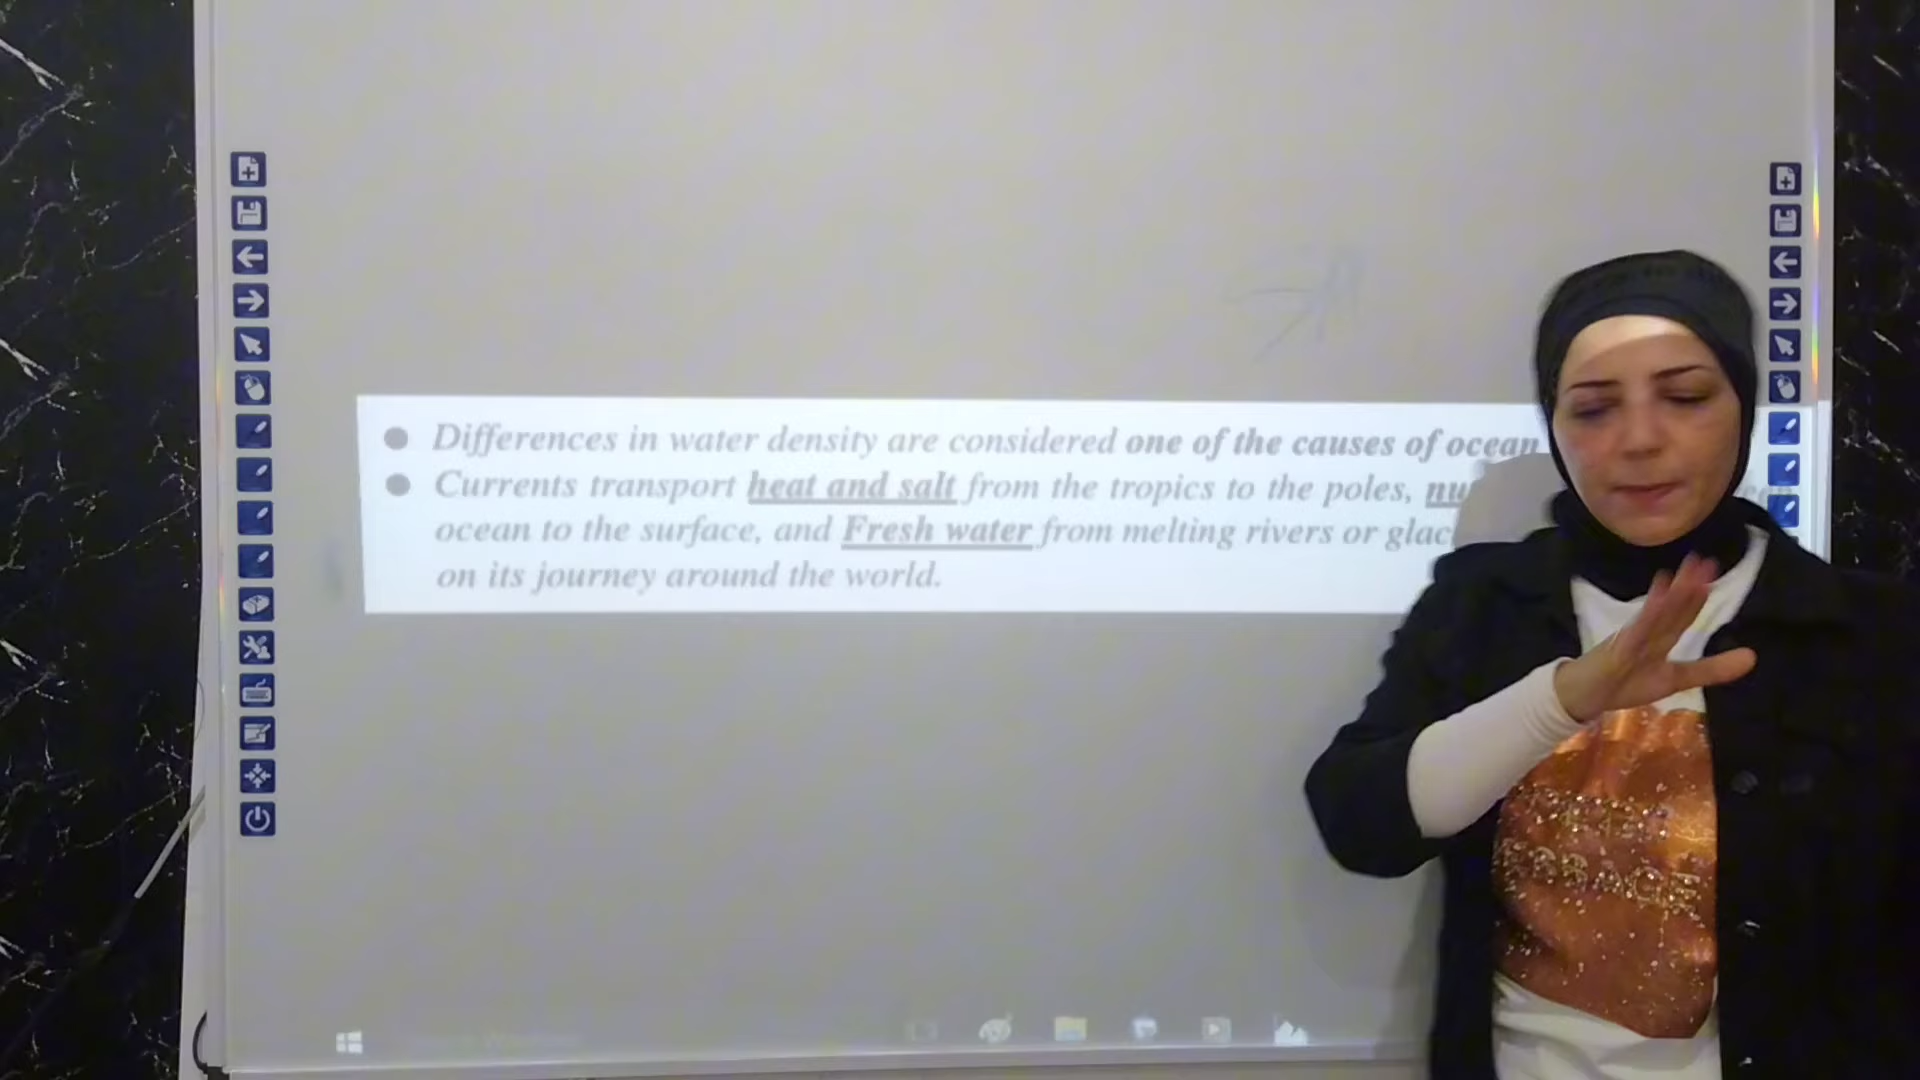 Differences in water density are considered one of the causes of ocean
Currents transport heat and salt from the tropics to the poles,
ocean to the surface, and Fresh water from melting rivers or
on its journey around the world.